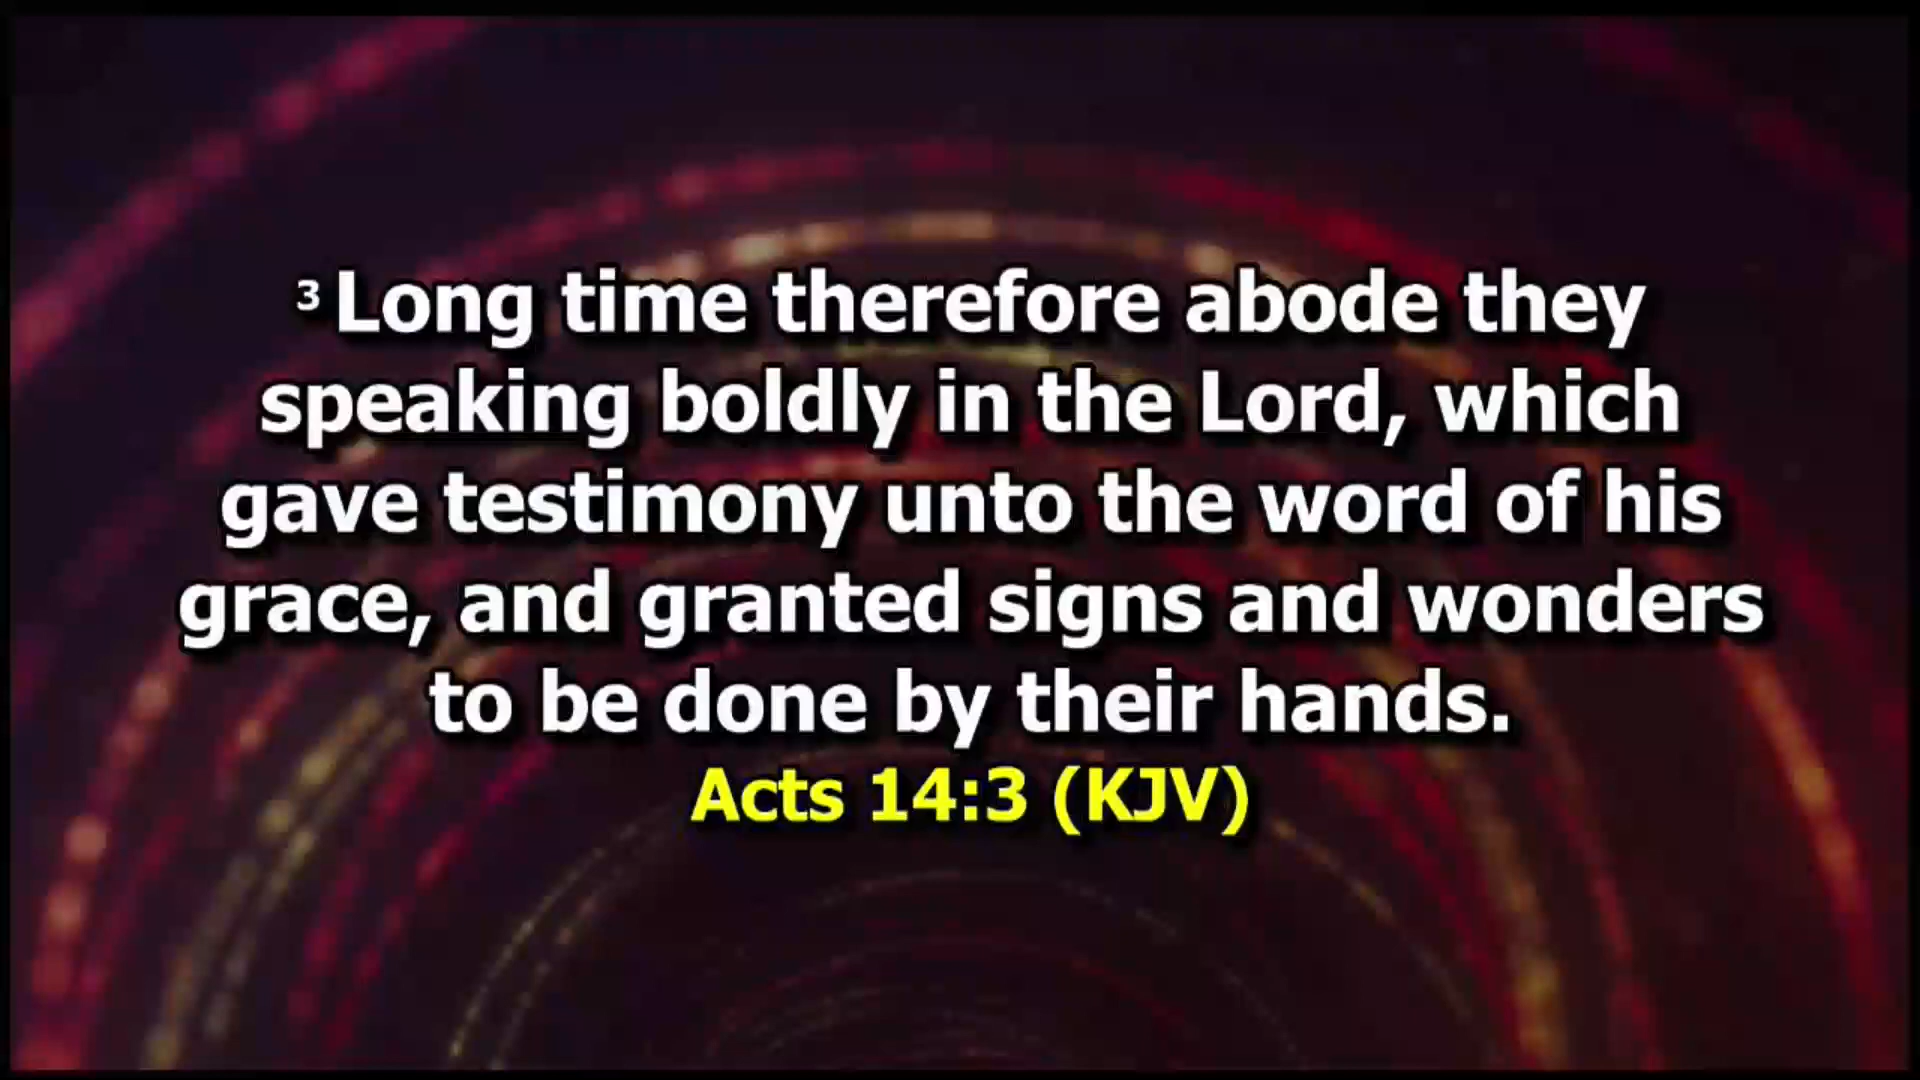 3 Long time therefore abode they
speaking boldly in the Lord, which
gave testimony unto the word of his
grace, and granted signs and wonders
to be done by their hands.
Acts 14:3 (KJV)